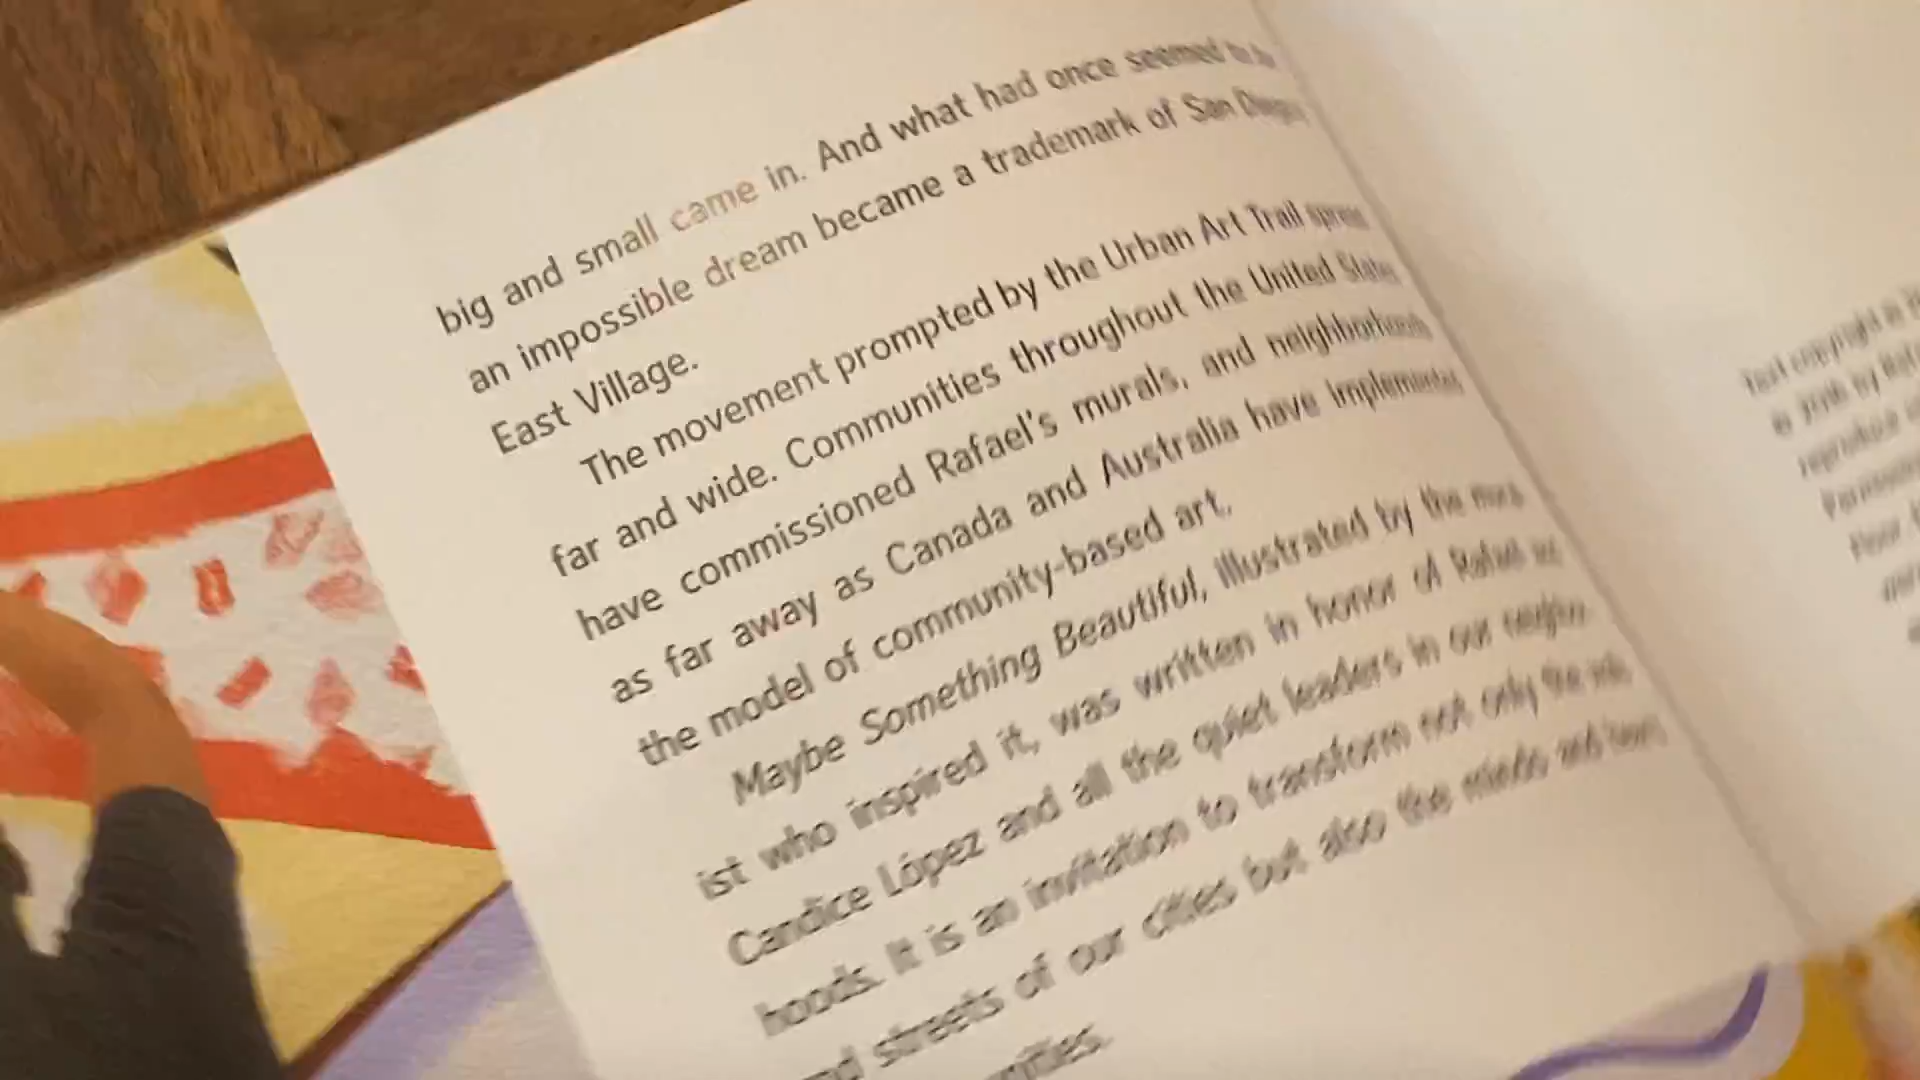 big and small came in. And what had once seemed to be
an impossible dream became a trademark of San Diego's
East Village.
The movement prompted by the Urban Art Trail spread
far and wide. Communities throughout the United States
have commissioned Rafael's murals, and neighborhoods
as far away as Canada and Australia have implemented
the model of community-based art.
Maybe Something Beautiful, illustrated by the mural-
ist who inspired it, was written in honor of Rafael and
Candice López and all the quiet leaders in our neighbor-
hoods. It is an invitation to transform not only the
streets of our cities but also the minds and
Text copyright
by
reproduce